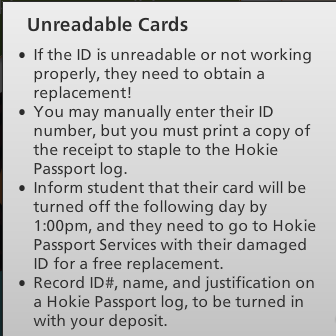 Unreadable Cards
• If the ID is unreadable or not working
properly, they need to obtain a
replacement!
• You may manually enter their ID
number, but you must print a copy of
the receipt to staple to the Hokie
Passport log.
• Inform student that their card will be
turned off the following day by
1:00pm, and they need to go to Hokie
Passport Services with their damaged
ID for a free replacement.
• Record ID#, name, and justification on
a Hokie Passport log, to be turned in
with your deposit.